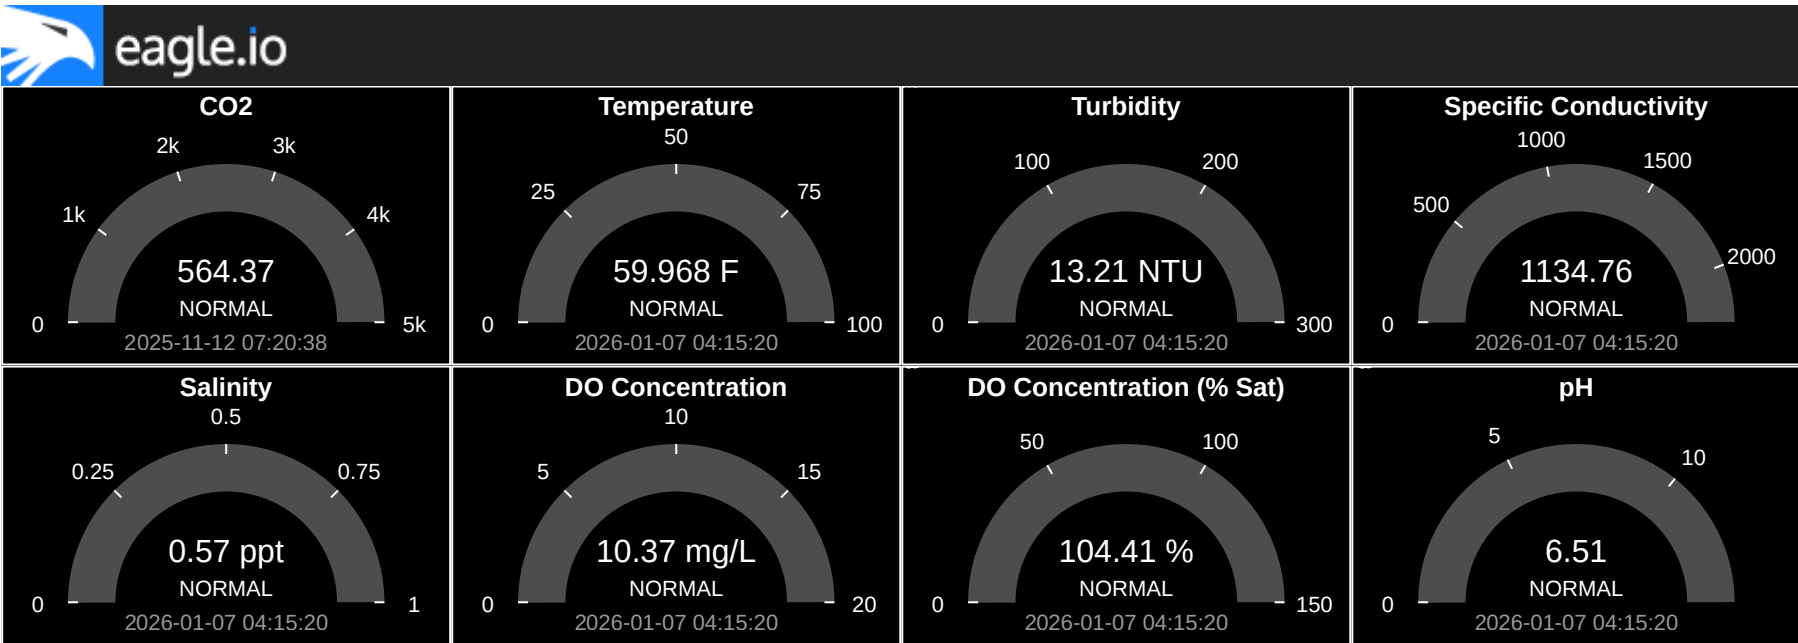 eagle.io
CO2
2k 3k
1k 4k
564.37
NORMAL
0 5k
2025-11-12 07:20:38
Temperature
50
25 75
59.968 F
NORMAL
0 100
2026-01-07 04:15:20
Turbidity
100 200
13.21 NTU
NORMAL
0 300
2026-01-07 04:15:20
Specific Conductivity
1000
1500
500
2000
1134.76
NORMAL
0
2026-01-07 04:15:20
Salinity
0.5
0.25 0.75
0.57 ppt
NORMAL
0 1
2026-01-07 04:15:20
DO Concentration
10
5 15
10.37 mg/L
NORMAL
0 20
2026-01-07 04:15:20
DO Concentration (% Sat)
50 100
104.41 %
NORMAL
0 150
2026-01-07 04:15:20
pH
5
10
6.51
NORMAL
0
2026-01-07 04:15:20